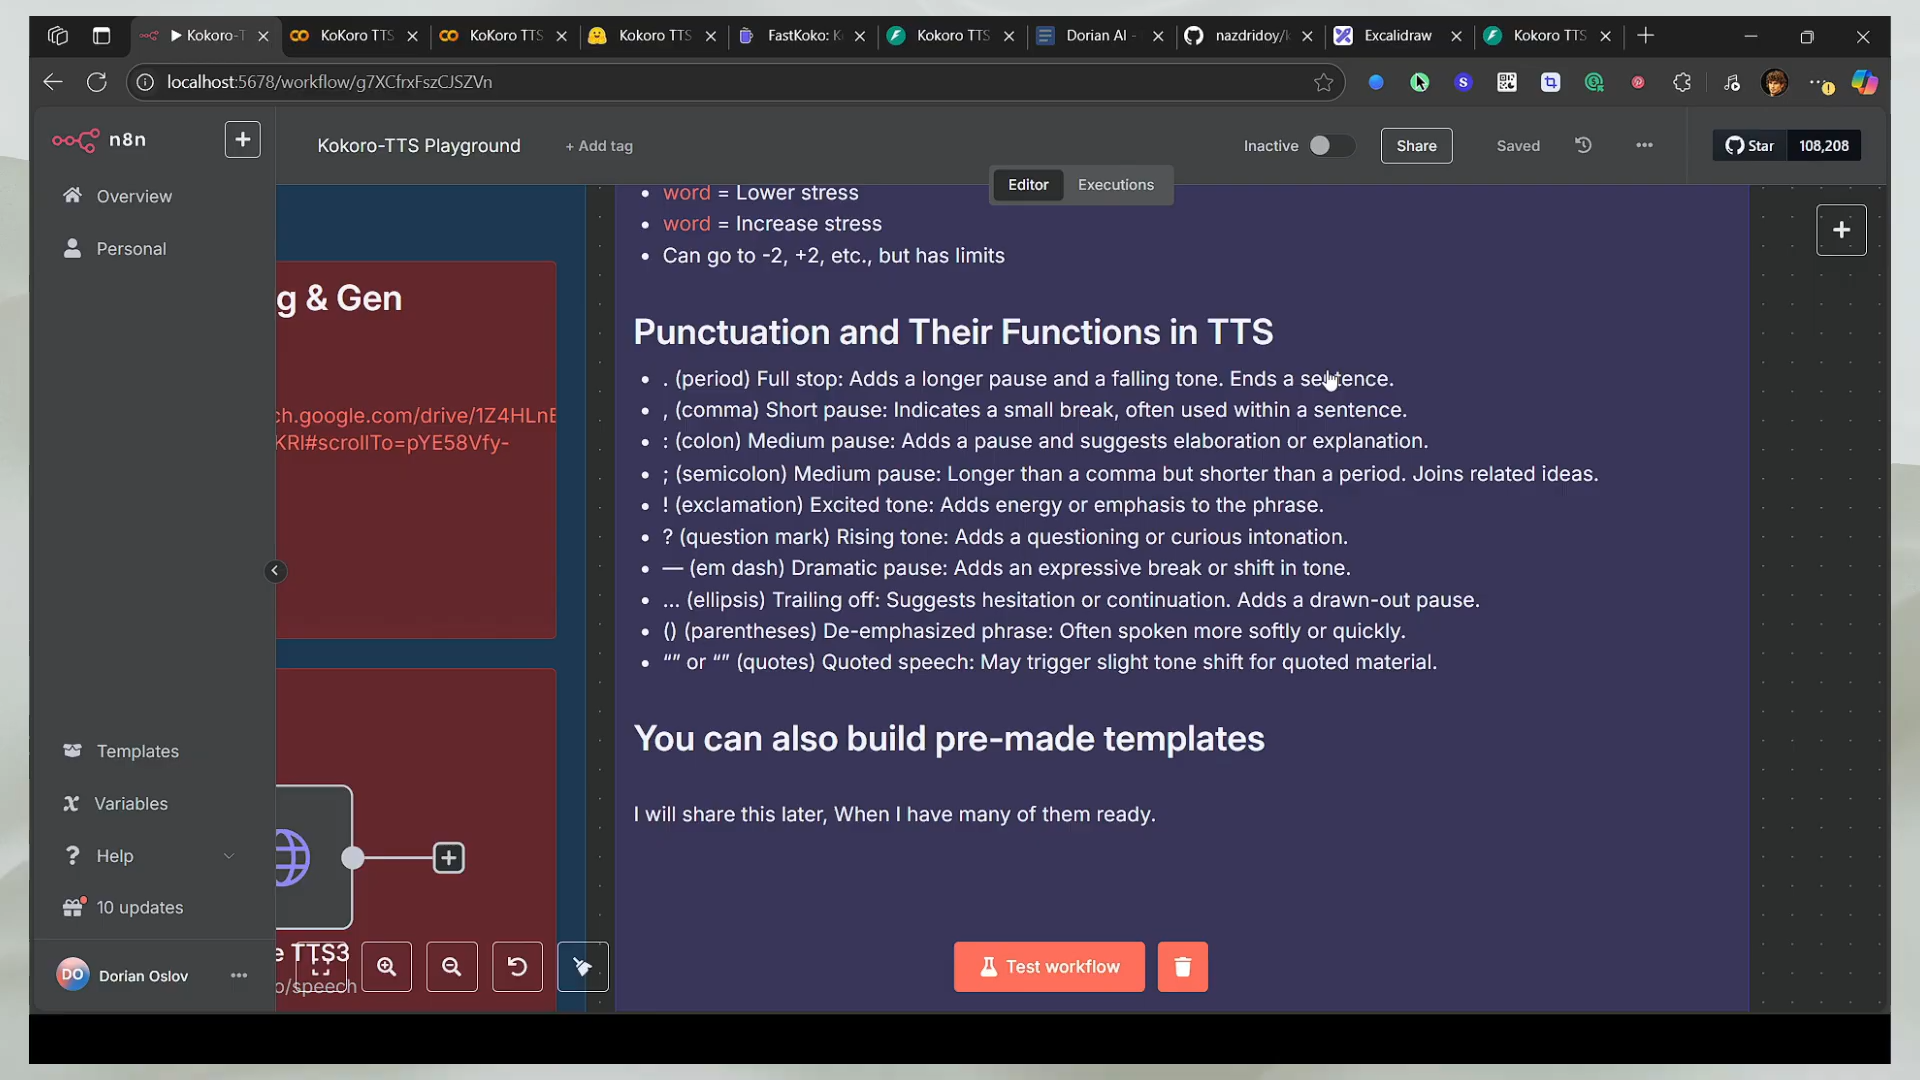 Kokoro-T
KoKoro TTS
KoKoro TTS
Kokoro TTS
FastKoko: K
Kokoro TTS
Dorian AI -
nazdridoy/k
Excalidraw
Kokoro TTS
localhost:5678/workflow/g7XCfrxFszCJSZVn
n8n
Kokoro-TTS Playground
+ Add tag
Inactive
Share
Saved
Star
108,208
Editor
Executions
Overview
Personal
g & Gen
ch.google.com/drive/1Z4HLnE
KRI#scrollTo=pYE58Vfy-
• word = Lower stress
• word = Increase stress
• Can go to -2, +2, etc., but has limits
Punctuation and Their Functions in TTS
• . (period) Full stop: Adds a longer pause and a falling tone. Ends a sentence.
• , (comma) Short pause: Indicates a small break, often used within a sentence.
• : (colon) Medium pause: Adds a pause and suggests elaboration or explanation.
• ; (semicolon) Medium pause: Longer than a comma but shorter than a period. Joins related ideas.
• ! (exclamation) Excited tone: Adds energy or emphasis to the phrase.
• ? (question mark) Rising tone: Adds a questioning or curious intonation.
• — (em dash) Dramatic pause: Adds an expressive break or shift in tone.
• ... (ellipsis) Trailing off: Suggests hesitation or continuation. Adds a drawn-out pause.
• () (parentheses) De-emphasized phrase: Often spoken more softly or quickly.
• “” or “” (quotes) Quoted speech: May trigger slight tone shift for quoted material.
You can also build pre-made templates
I will share this later, When I have many of them ready.
Templates
Variables
Help
10 updates
DO
Dorian Oslov
e TTS3
o/speech
Test workflow